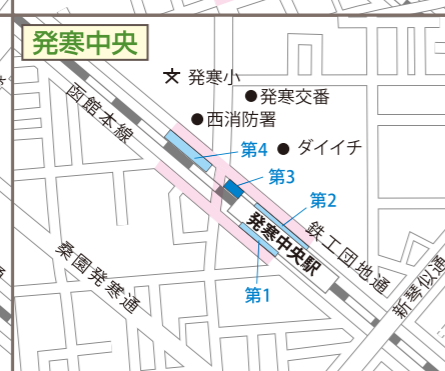 発寒中央
発寒小
発寒交番
西消防署
函館本線
第4
ダイイチ
第3
第2
発寒中央駅
鉄工団地通
第1
桑園発寒通
新琴似通